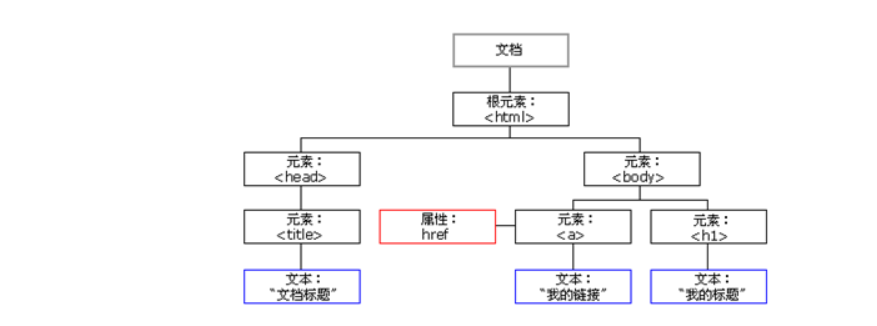 文档
根元素：
<html>
元素：
<head>
元素：
<body>
元素：
<title>
属性：
href
元素：
<a>
元素：
<h1>
文本：
“文档标题”
文本：
“我的链接”
文本：
“我的标题”